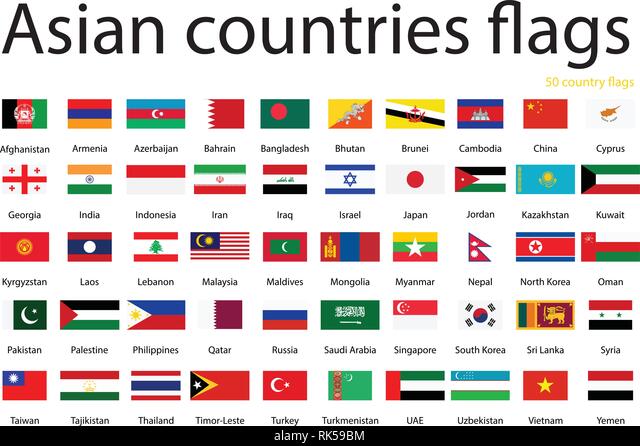 Asian countries flags
50 country flags
Afghanistan Armenia Azerbaijan Bahrain Bangladesh Bhutan Brunei Cambodia China Cyprus
Georgia India Indonesia Iran Iraq Israel Japan Jordan Kazakhstan Kuwait
Kyrgyzstan Laos Lebanon Malaysia Maldives Mongolia Myanmar Nepal North Korea Oman
Pakistan Palestine Philippines Qatar Russia Saudi Arabia Singapore South Korea Sri Lanka Syria
Taiwan Tajikistan Thailand Timor-Leste Turkey Turkmenistan UAE Uzbekistan Vietnam Yemen
alamy stock photo RK59BM